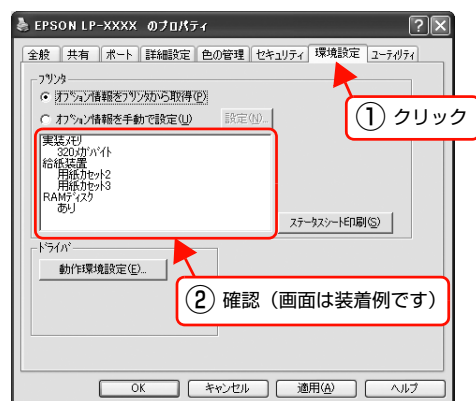 EPSON LP-XXXX のプロパティ
全般 共有 ポート 詳細設定 色の管理 セキュリティ 環境設定 ユーティリティ
プリンタ
オプション情報をプリンタから取得(P)
オプション情報を手動で設定(U) 設定(N)...
① クリック
実装メモリ
320メガバイト
給紙装置
用紙カセット2
用紙カセット3
RAMディスク
あり
ステータスシート印刷(S)
ドライバ
動作環境設定(E)...
② 確認（画面は装着例です）
OK キャンセル 適用(A) ヘルプ